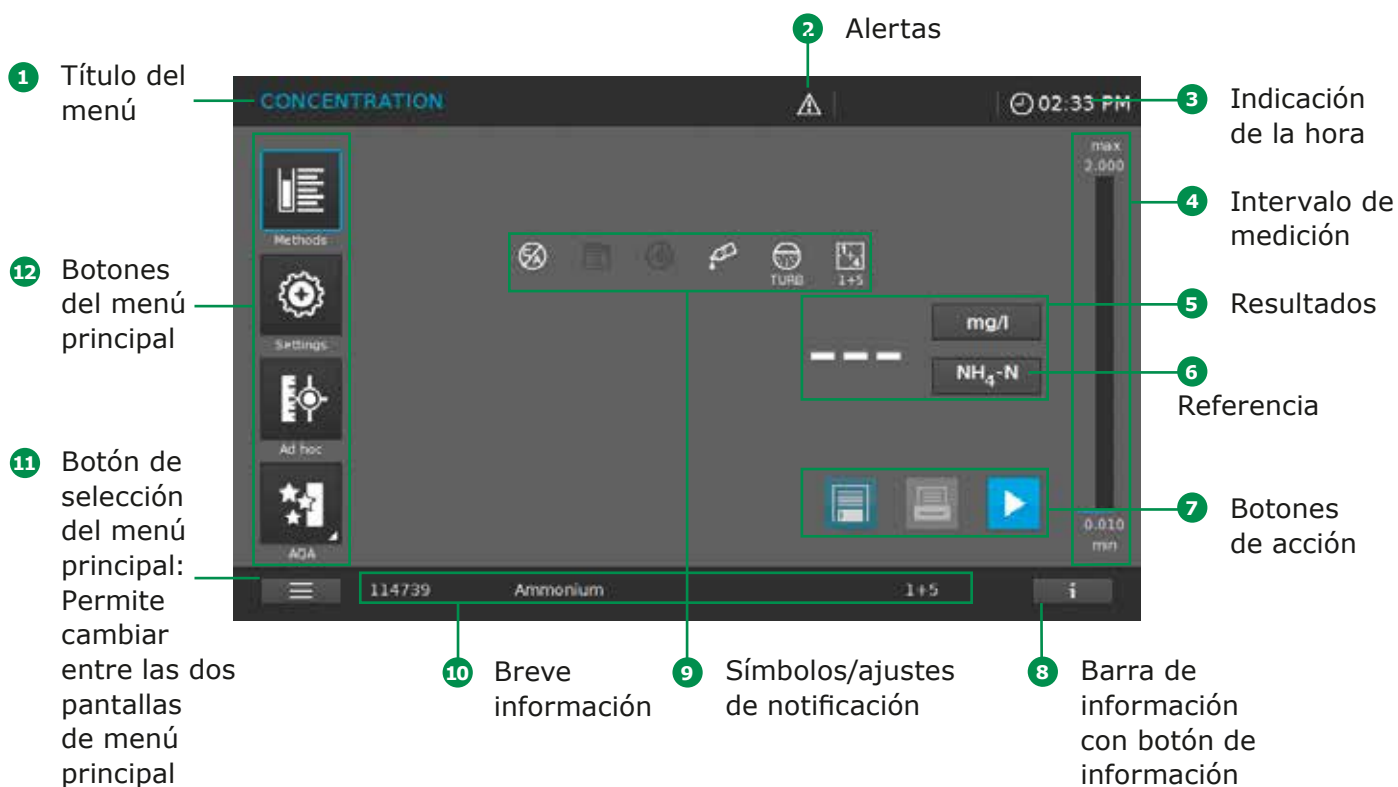 2 Alertas
1 Título del
menú
CONCENTRATION
02:33 PM
3 Indicación
de la hora
max
2.000
4 Intervalo de
medición
Methods
12 Botones
del menú
principal
Settings
TURB
1+5
1
4
5 Resultados
mg/l
- - -
NH₄-N
6
Referencia
Ad hoc
11 Botón de
selección
del menú
principal:
Permite
cambiar
entre las dos
pantallas
de menú
principal
AQA
7 Botones
de acción
0.010
min
114739 Ammonium 1+5
i
10 Breve
información
9 Símbolos/ajustes
de notificación
8 Barra de
información
con botón de
información